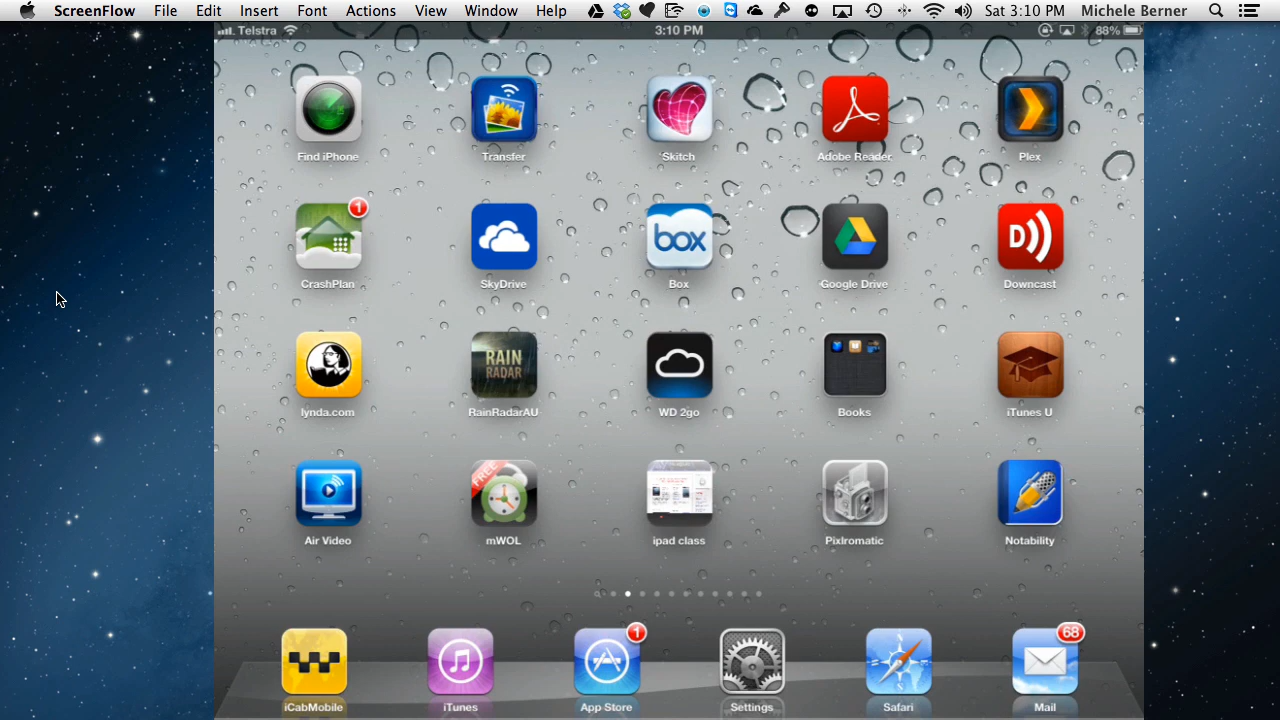 ScreenFlow File Edit Insert Font Actions View Window Help Sat 3:10 PM Michele Berner
Telstra 3:10 PM 88%
Find iPhone Transfer Skitch Adobe Reader Plex
1
box D
CrashPlan SkyDrive Box Google Drive Downcast
RAIN
RADAR
lynda.com RainRadarAU WD 2go Books iTunes U
FREE
Air Video mWOL ipad class Pixlromatic Notability
1 68
iCabMobile iTunes App Store Settings Safari Mail